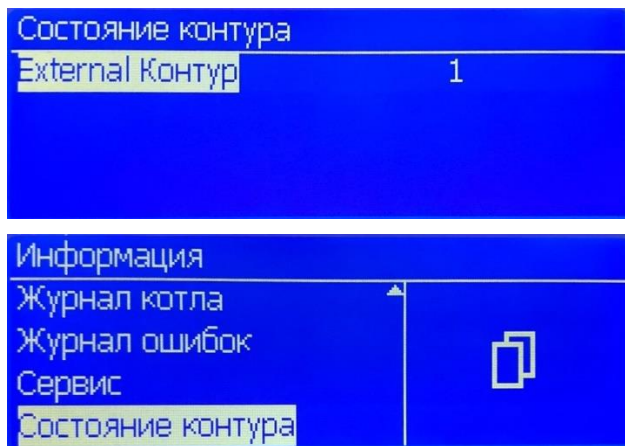 Состояние контура
External Контур 1
Информация
Журнал котла
Журнал ошибок
Сервис
Состояние контура